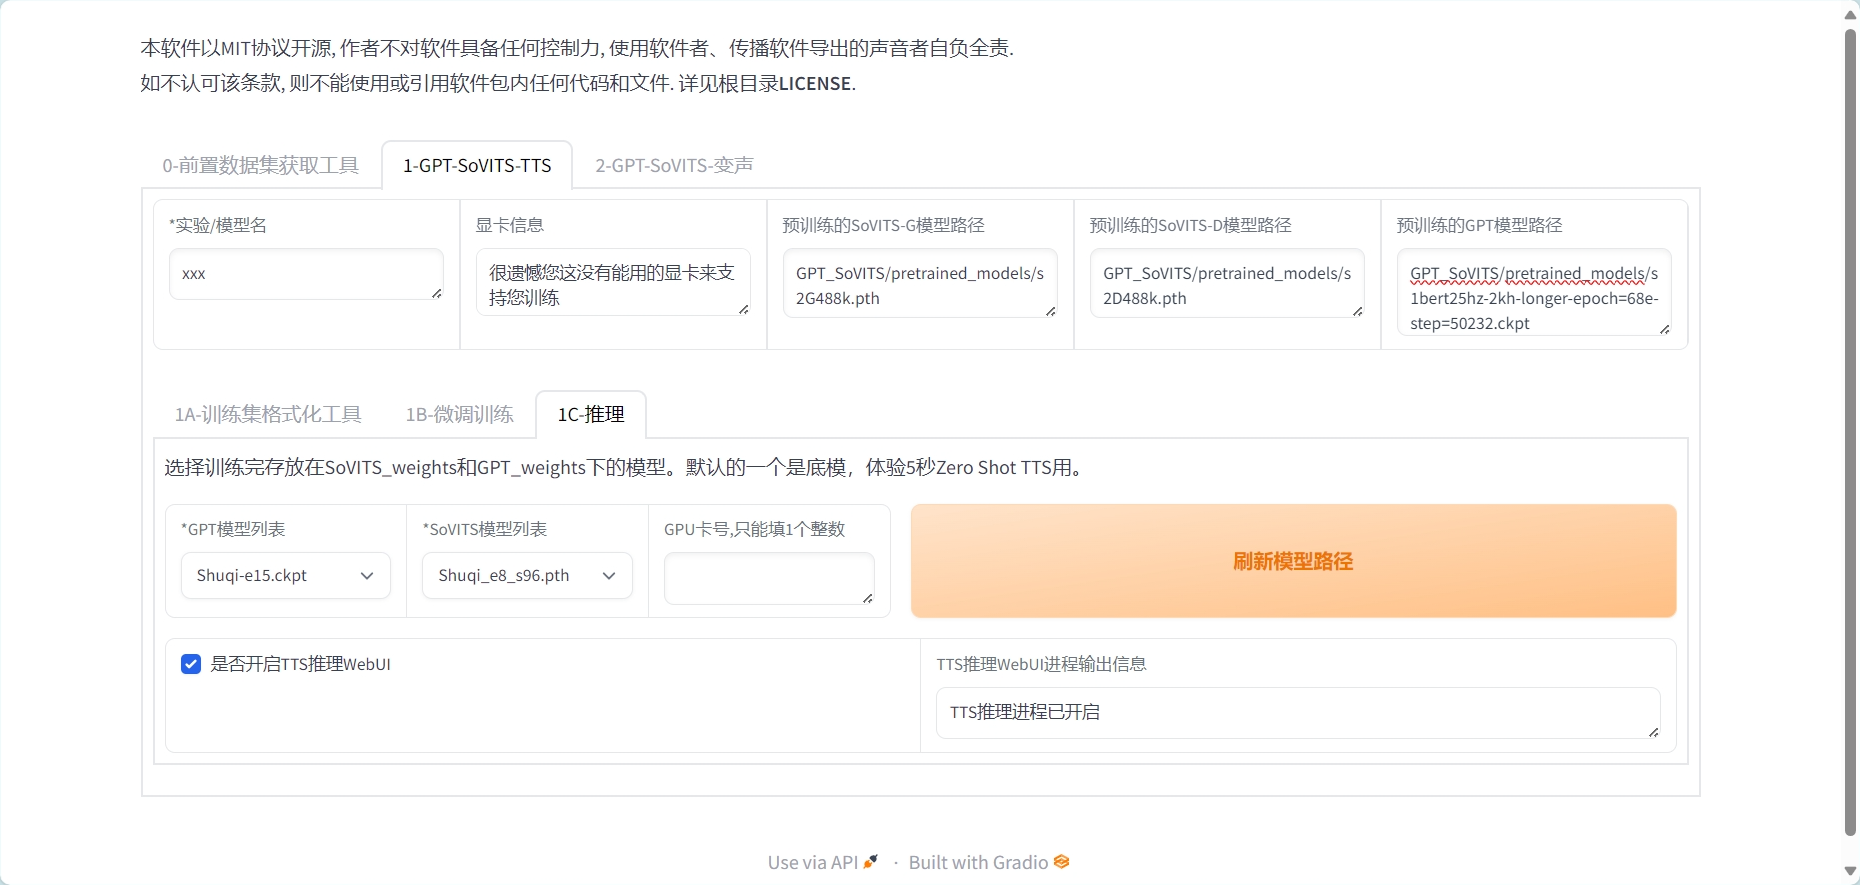 本软件以MIT协议开源, 作者不对软件具备任何控制力, 使用软件者、传播软件导出的声音者自负全责.
如不认可该条款, 则不能使用或引用软件包内任何代码和文件. 详见根目录LICENSE.
0-前置数据集获取工具
1-GPT-SoVITS-TTS
2-GPT-SoVITS-变声
*实验/模型名
xxx
显卡信息
很遗憾您这没有能用的显卡来支
持您训练
预训练的SoVITS-G模型路径
GPT_SoVITS/pretrained_models/s
2G488k.pth
预训练的SoVITS-D模型路径
GPT_SoVITS/pretrained_models/s
2D488k.pth
预训练的GPT模型路径
GPT_SoVITS/pretrained_models/s
1bert25hz-2kh-longer-epoch=68e-
step=50232.ckpt
1A-训练集格式化工具
1B-微调训练
1C-推理
选择训练完存放在SoVITS_weights和GPT_weights下的模型。默认的一个是底模，体验5秒Zero Shot TTS用。
*GPT模型列表
Shuqi-e15.ckpt
*SoVITS模型列表
Shuqi_e8_s96.pth
GPU卡号,只能填1个整数
刷新模型路径
是否开启TTS推理WebUI
TTS推理WebUI进程输出信息
TTS推理进程已开启
Use via API · Built with Gradio